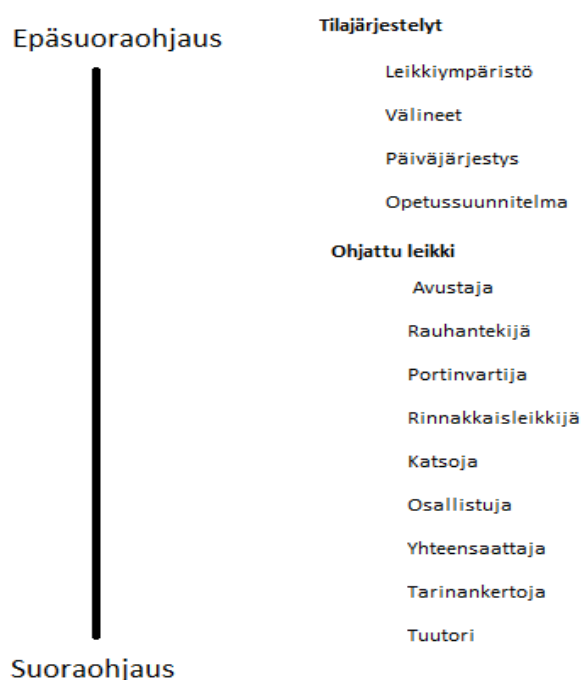 Epäsuoraohjaus
Tilajärjestelyt
Leikkiympäristö
Välineet
Päiväjärjestys
Opetussuunnitelma
Ohjattu leikki
Avustaja
Rauhantekijä
Portinvartija
Rinnakkaisleikkijä
Katsoja
Osallistuja
Yhteensaattaja
Tarinankertoja
Tuutori
Suoraohjaus